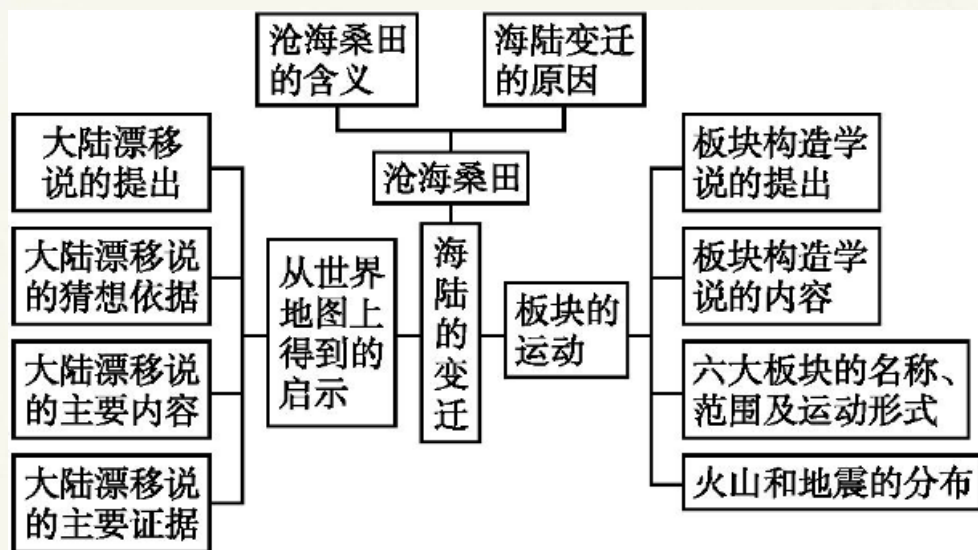 沧海桑田
的含义
海陆变迁
的原因
沧海桑田
大陆漂移
说的提出
大陆漂移说
的猜想依据
大陆漂移说
的主要内容
大陆漂移说
的主要证据
从世界
地图上
得到的
启示
海陆的变迁
板块的
运动
板块构造学
说的提出
板块构造学
说的内容
六大板块的名称、
范围及运动形式
火山和地震的分布